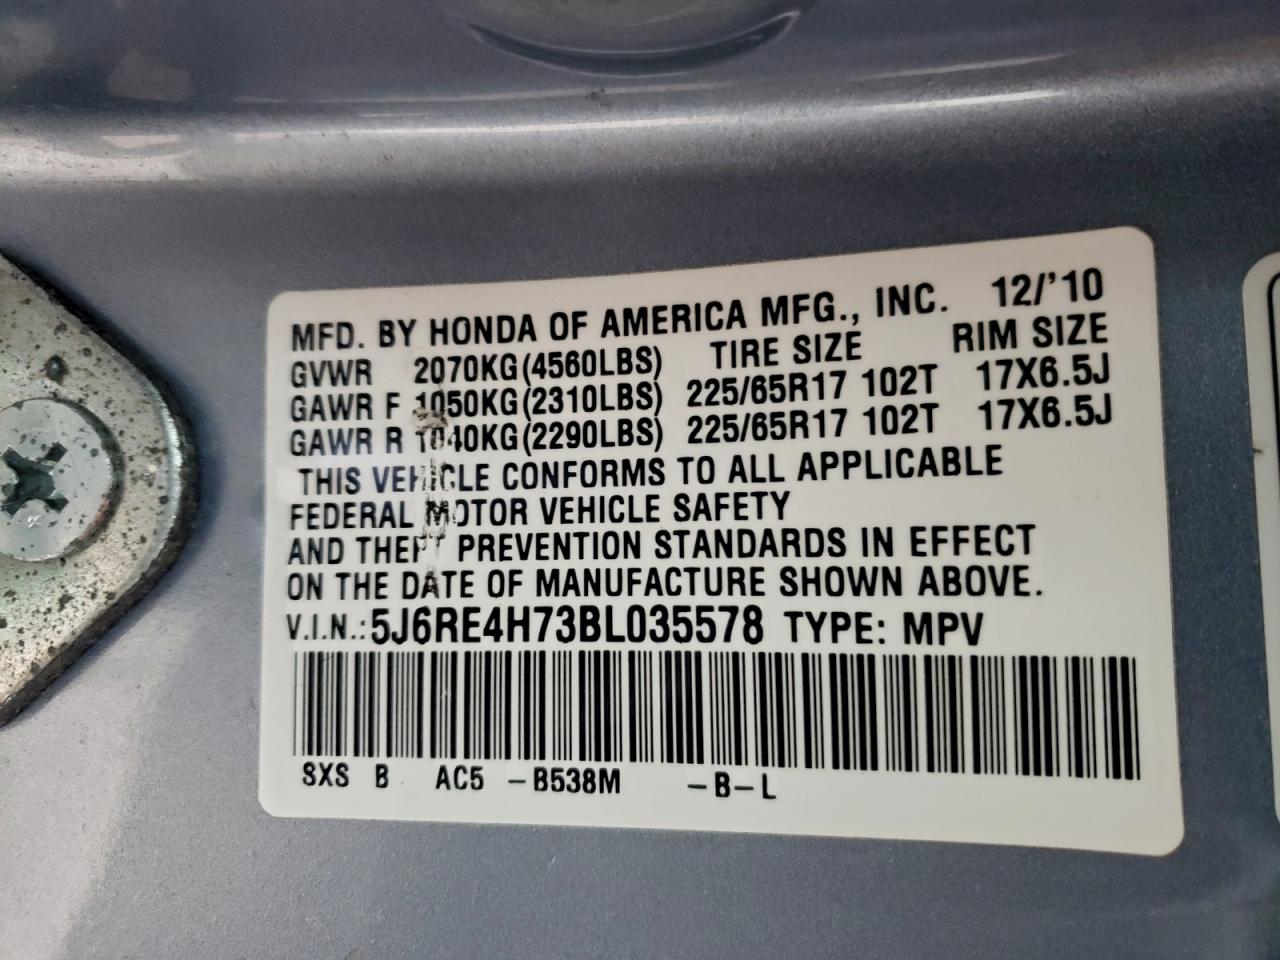 MFD. BY HONDA OF AMERICA MFG., INC. 12/'10
GVWR 2070KG(4560LBS) TIRE SIZE RIM SIZE
GAWR F 1050KG(2310LBS) 225/65R17 102T 17X6.5J
GAWR R 1040KG(2290LBS) 225/65R17 102T 17X6.5J
THIS VEHICLE CONFORMS TO ALL APPLICABLE
FEDERAL MOTOR VEHICLE SAFETY
AND THEFT PREVENTION STANDARDS IN EFFECT
ON THE DATE OF MANUFACTURE SHOWN ABOVE.
V.I.N.:5J6RE4H73BL035578 TYPE: MPV
SXS B AC5 -B538M -B-L